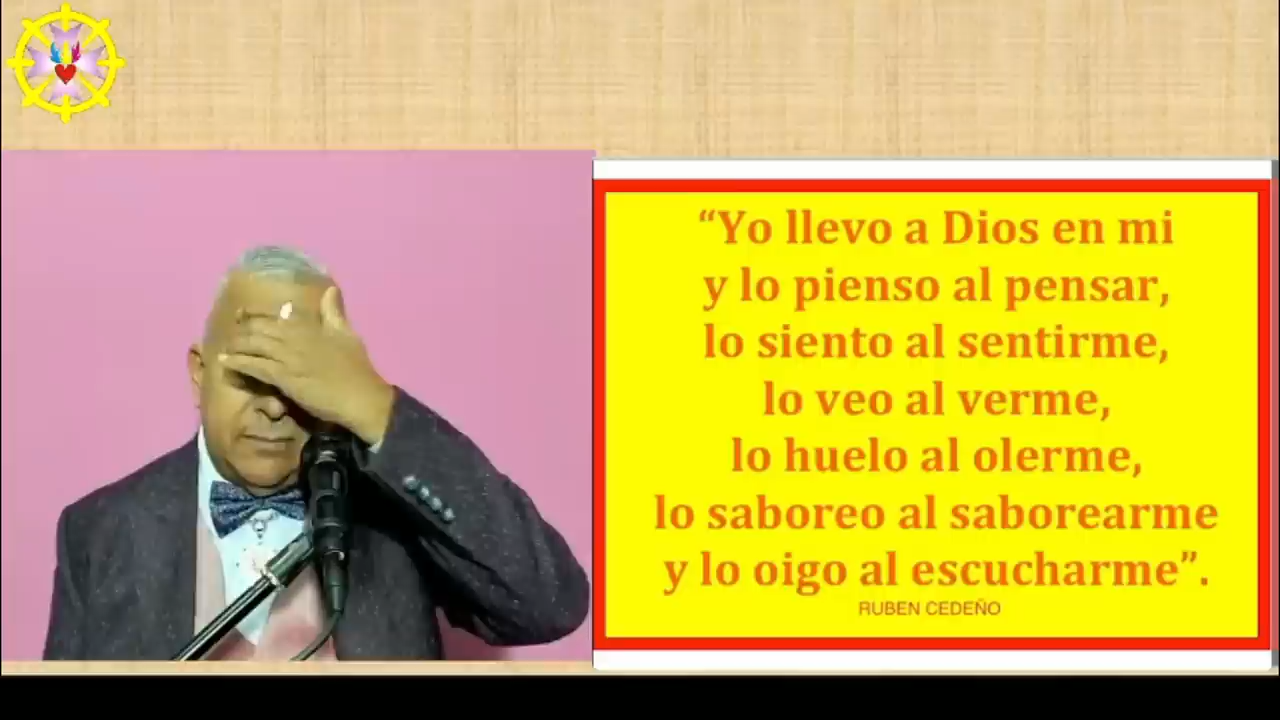 “Yo llevo a Dios en mi
y lo pienso al pensar,
lo siento al sentirme,
lo veo al verme,
lo huelo al olerme,
lo saboreo al saborearme
y lo oigo al escucharme”.
RUBEN CEDEÑO